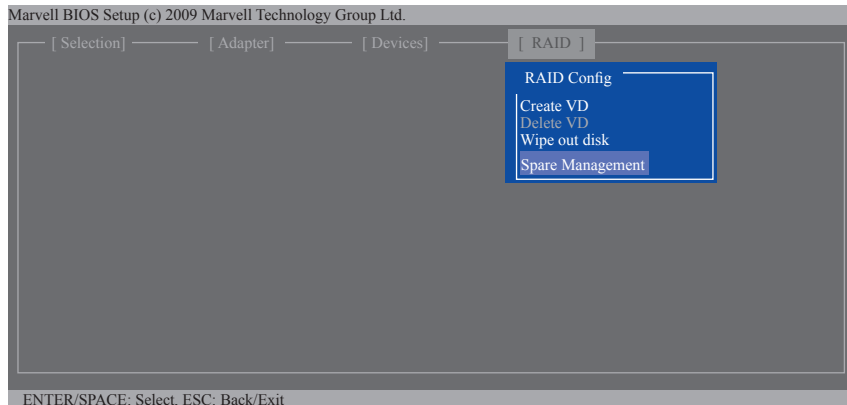 Marvell BIOS Setup (c) 2009 Marvell Technology Group Ltd.
[ Selection] [ Adapter] [ Devices] [ RAID ]
RAID Config
Create VD
Delete VD
Wipe out disk
Spare Management
ENTER/SPACE: Select, ESC: Back/Exit